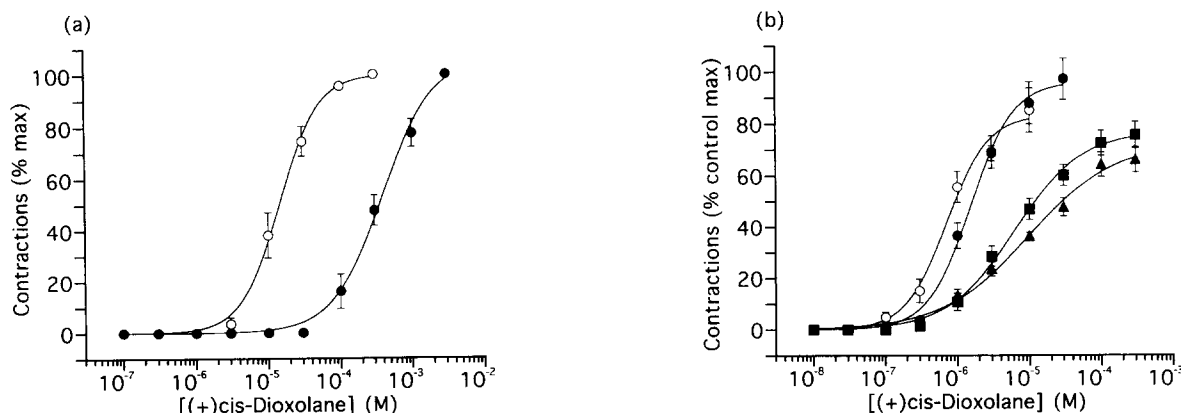 (a)
Contractions (% max)
100
80
60
40
20
0
10⁻⁷ 10⁻⁶ 10⁻⁵ 10⁻⁴ 10⁻³ 10⁻²
[(+)cis-Dioxolane] (M)
(b)
Contractions (% control max)
100
80
60
40
20
0
10⁻⁸ 10⁻⁷ 10⁻⁶ 10⁻⁵ 10⁻⁴ 10⁻³
[(+)cis-Dioxolane] (M)